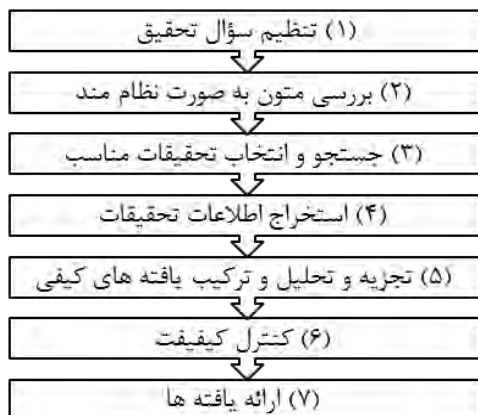 (۱) تنظیم سؤال تحقیق
(۲) بررسی متون به صورت نظام مند
(۳) جستجو و انتخاب تحقیقات مناسب
(۴) استخراج اطلاعات تحقیقات
(۵) تجزیه و تحلیل و ترکیب یافته های کیفی
(۶) کنترل کیفیفت
(۷) ارائه یافته ها